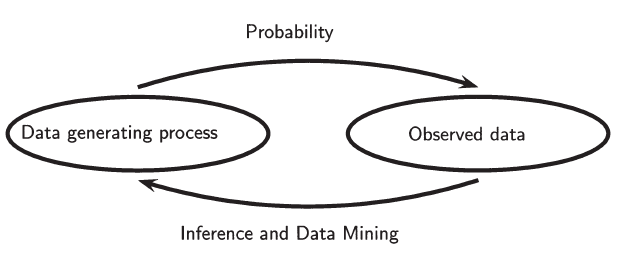 Probability
Data generating process
Observed data
Inference and Data Mining